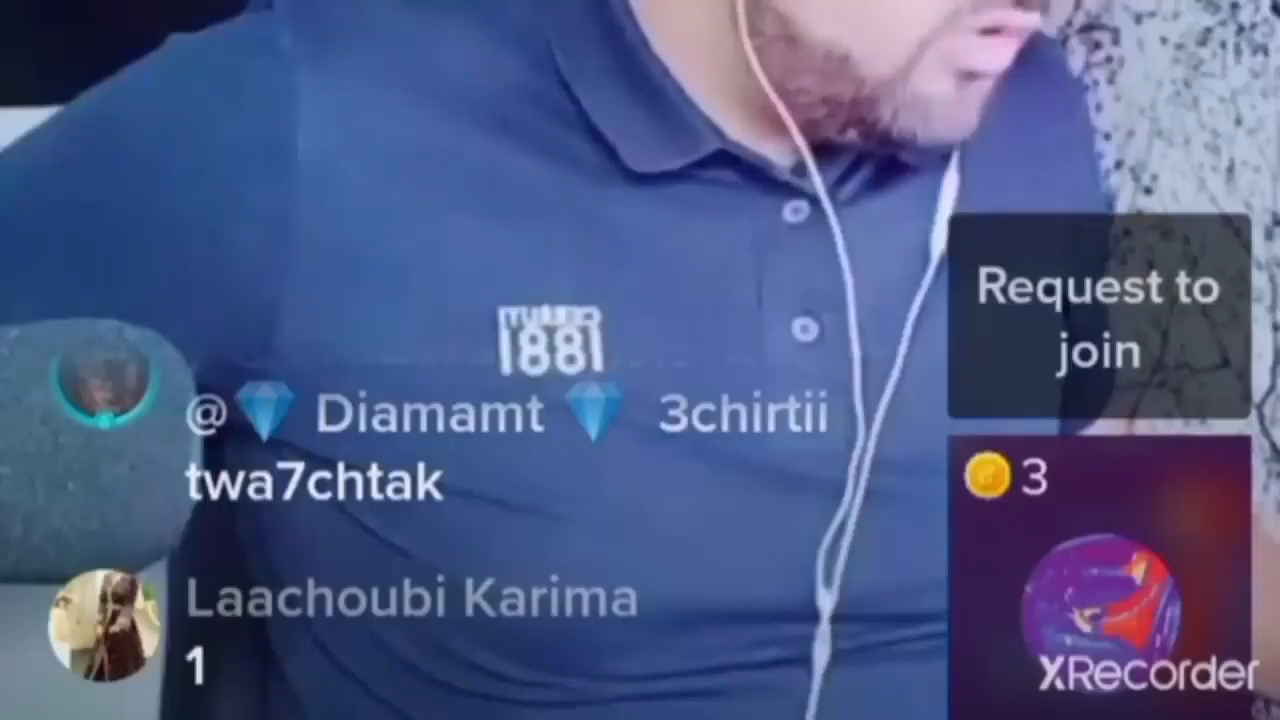 1881
Request to
join
@💎 Diamamt 💎 3chirtii
twa7chtak
3
Laachoubi Karima
1
XRecorder